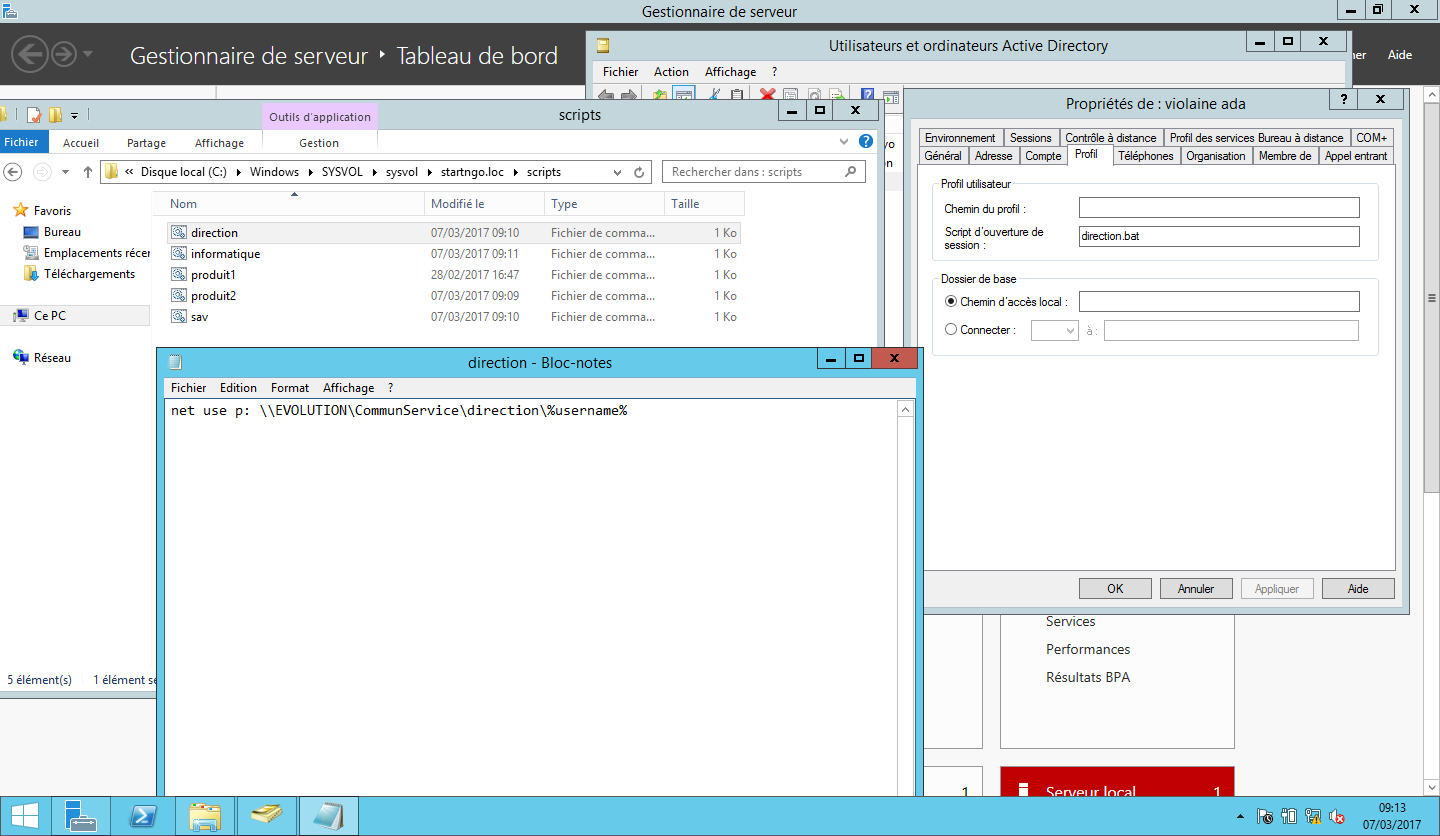 Gestionnaire de serveur
Gestionnaire de serveur ‣ Tableau de bord
Aide
Utilisateurs et ordinateurs Active Directory
Fichier Action Affichage ?
Outils d'application
scripts
Fichier Accueil Partage Affichage Gestion
« Disque local (C:) Windows SYSVOL sysvol startngo.loc scripts
Rechercher dans : scripts
Favoris
Bureau
Emplacements récer
Téléchargements
Ce PC
Réseau
Nom Modifié le Type Taille
direction 07/03/2017 09:10 Fichier de comma... 1 Ko
informatique 07/03/2017 09:11 Fichier de comma... 1 Ko
produit1 28/02/2017 16:47 Fichier de comma... 1 Ko
produit2 07/03/2017 09:09 Fichier de comma... 1 Ko
sav 07/03/2017 09:10 Fichier de comma... 1 Ko
5 élément(s) 1 élément se
direction - Bloc-notes
Fichier Edition Format Affichage ?
net use p: \\EVOLUTION\CommunService\direction\%username%
Propriétés de : violaine ada
?
Environnement Sessions Contrôle à distance Profil des services Bureau à distance COM+
Général Adresse Compte Profil Téléphones Organisation Membre de Appel entrant
Profil utilisateur
Chemin du profil :
Script d'ouverture de
session :
direction.bat
Dossier de base
Chemin d'accès local :
Connecter : à :
OK Annuler Appliquer Aide
Services
Performances
Résultats BPA
1
Serveur local 1
09:13
07/03/2017